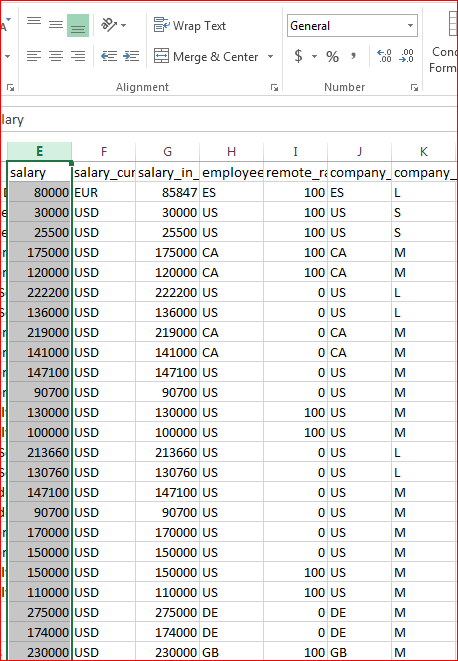 Wrap Text
General
Merge & Center
$ % , .00 .00
Alignment
Number
lary
E F G H I J K
salary salary_cur salary_in_ employee remote_ra company_ company_
80000 EUR 85847 ES 100 ES L
30000 USD 30000 US 100 US S
25500 USD 25500 US 100 US S
175000 USD 175000 CA 100 CA M
120000 USD 120000 CA 100 CA M
222200 USD 222200 US 0 US L
136000 USD 136000 US 0 US L
219000 USD 219000 CA 0 CA M
141000 USD 141000 CA 0 CA M
147100 USD 147100 US 0 US M
90700 USD 90700 US 0 US M
130000 USD 130000 US 100 US M
100000 USD 100000 US 100 US M
213660 USD 213660 US 0 US L
130760 USD 130760 US 0 US L
147100 USD 147100 US 0 US M
90700 USD 90700 US 0 US M
170000 USD 170000 US 0 US M
150000 USD 150000 US 0 US M
150000 USD 150000 US 100 US M
110000 USD 110000 US 100 US M
275000 USD 275000 DE 0 DE M
174000 USD 174000 DE 0 DE M
230000 USD 230000 GB 100 GB M
Cond
Form